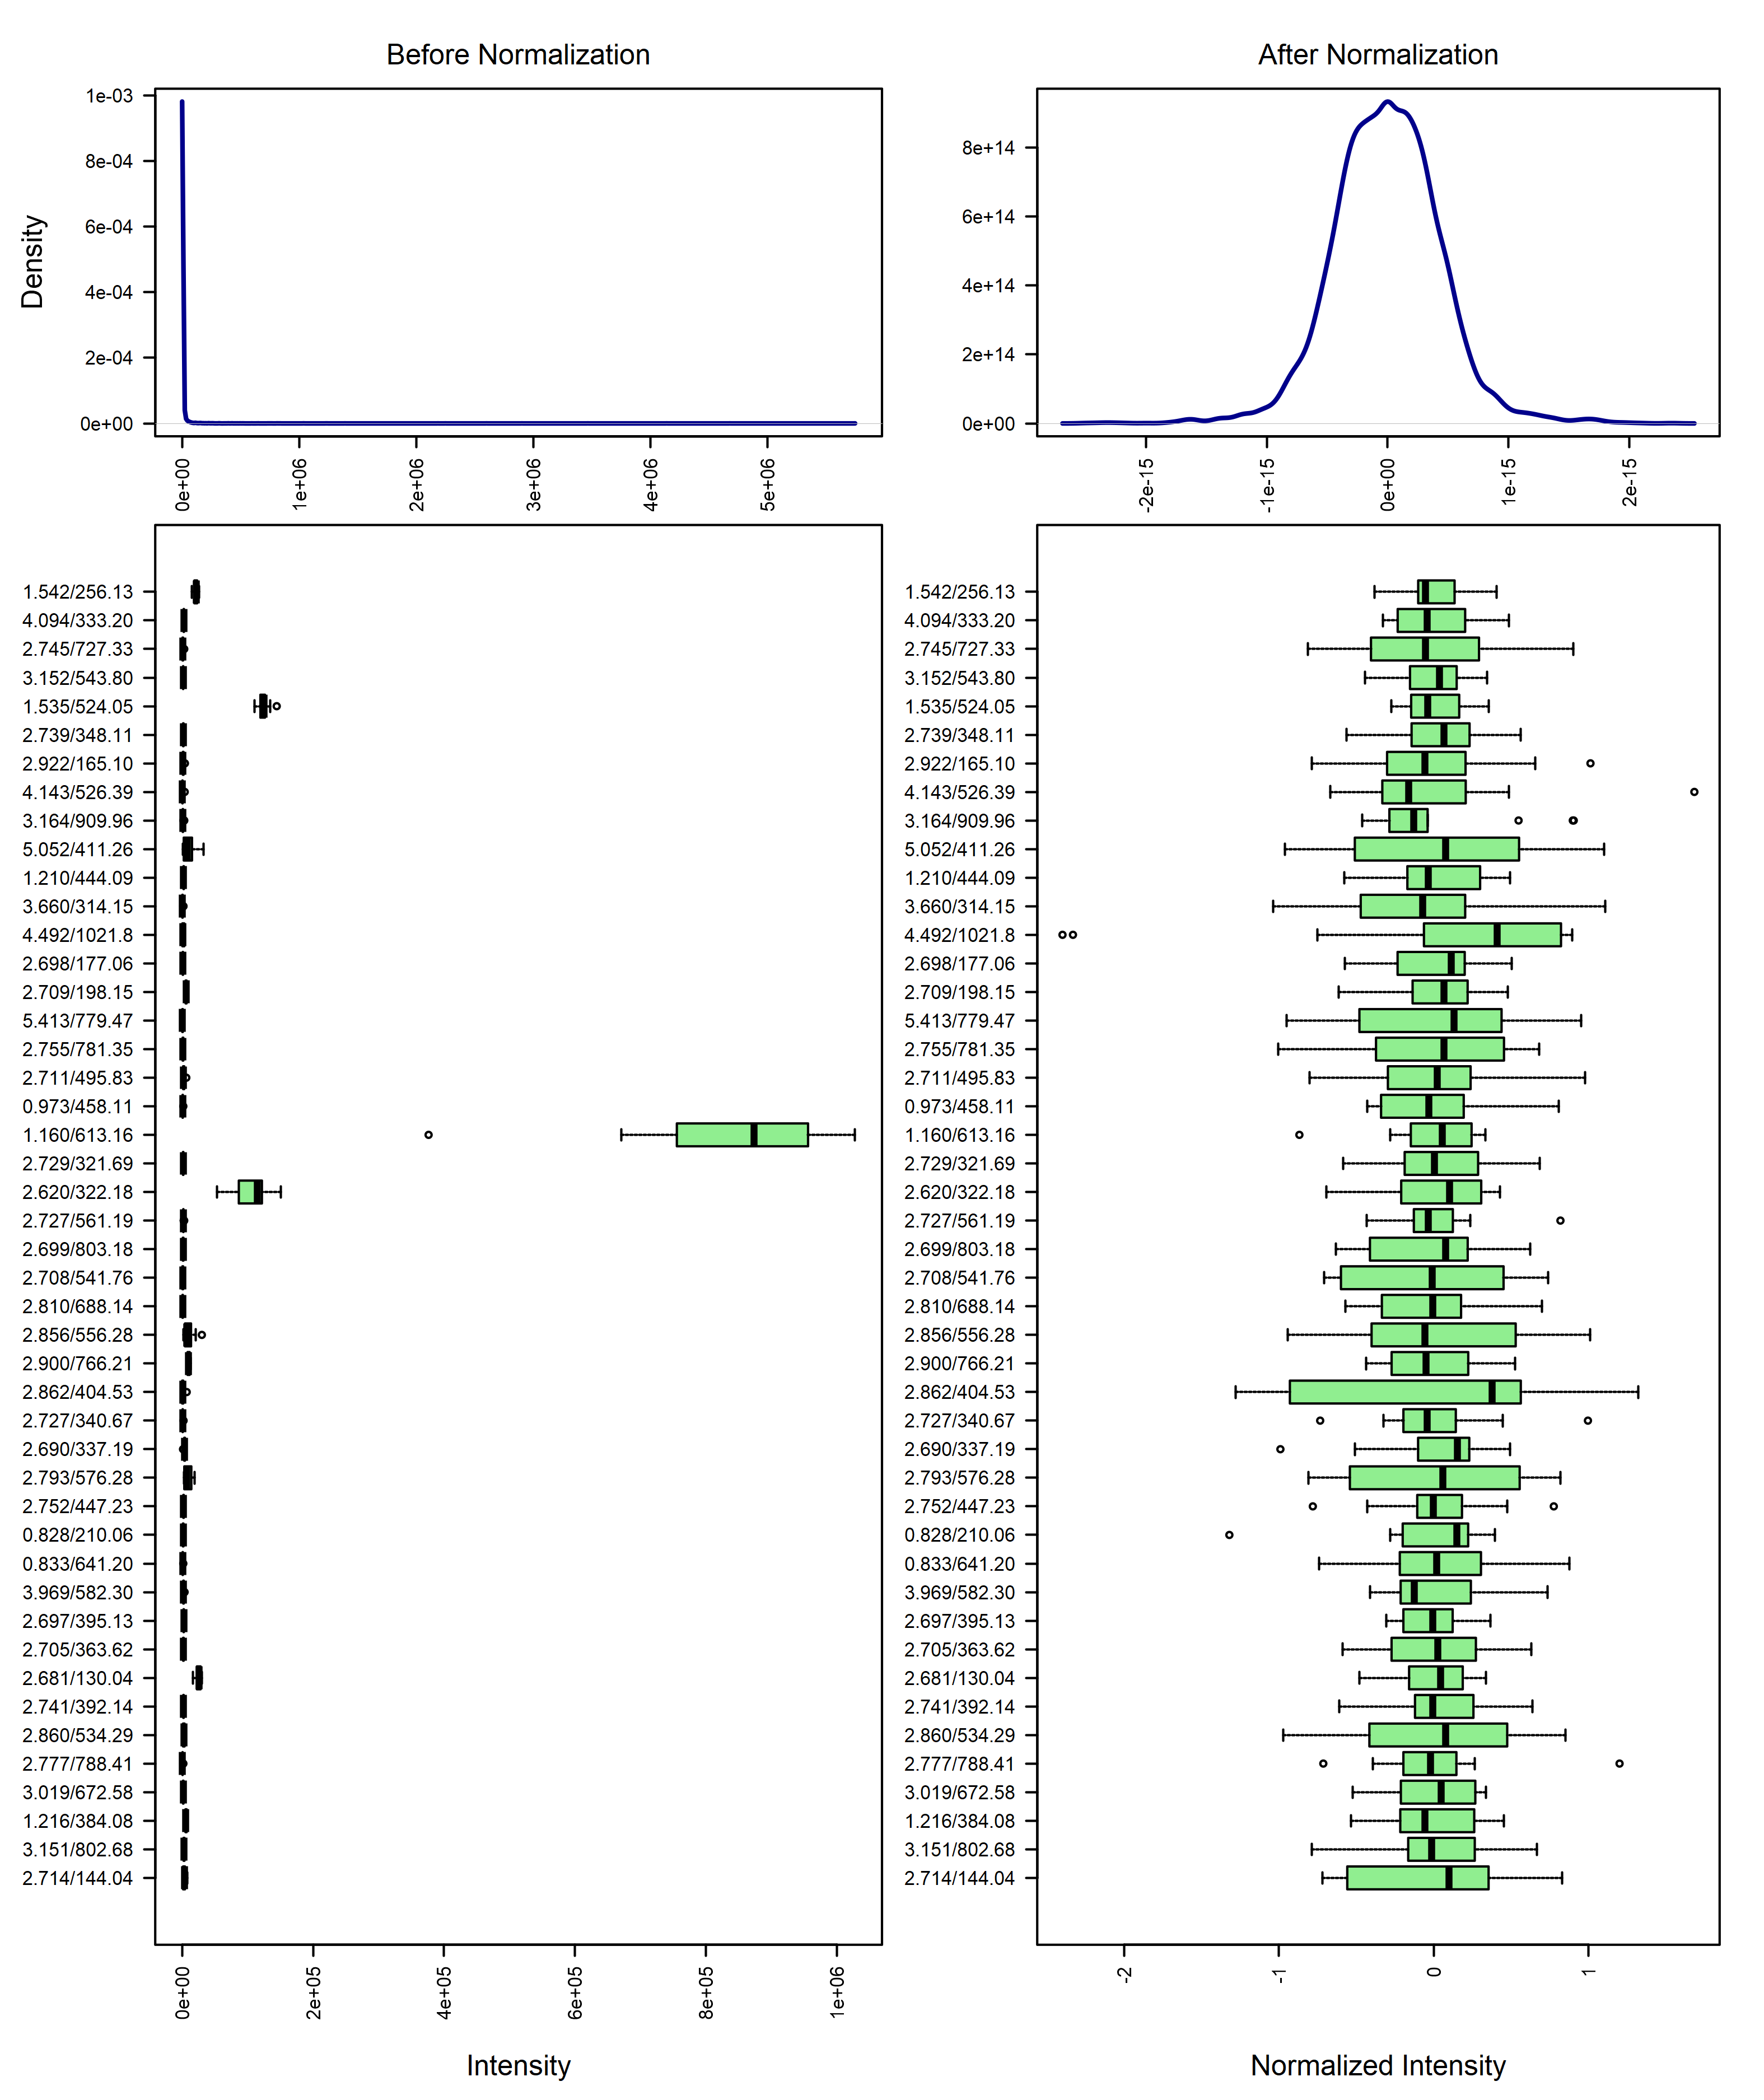 Before Normalization
After Normalization
Density
1e-03
8e-04
6e-04
4e-04
2e-04
0e+00
0e+00 1e+06 2e+06 3e+06 4e+06 5e+06
8e+14
6e+14
4e+14
2e+14
0e+00
-2e-15 -1e-15 0e+00 1e-15 2e-15
1.542/256.13 1.542/256.13
4.094/333.20 4.094/333.20
2.745/727.33 2.745/727.33
3.152/543.80 3.152/543.80
1.535/524.05 1.535/524.05
2.739/348.11 2.739/348.11
2.922/165.10 2.922/165.10
4.143/526.39 4.143/526.39
3.164/909.96 3.164/909.96
5.052/411.26 5.052/411.26
1.210/444.09 1.210/444.09
3.660/314.15 3.660/314.15
4.492/1021.8 4.492/1021.8
2.698/177.06 2.698/177.06
2.709/198.15 2.709/198.15
5.413/779.47 5.413/779.47
2.755/781.35 2.755/781.35
2.711/495.83 2.711/495.83
0.973/458.11 0.973/458.11
1.160/613.16 1.160/613.16
2.729/321.69 2.729/321.69
2.620/322.18 2.620/322.18
2.727/561.19 2.727/561.19
2.699/803.18 2.699/803.18
2.708/541.76 2.708/541.76
2.810/688.14 2.810/688.14
2.856/556.28 2.856/556.28
2.900/766.21 2.900/766.21
2.862/404.53 2.862/404.53
2.727/340.67 2.727/340.67
2.690/337.19 2.690/337.19
2.793/576.28 2.793/576.28
2.752/447.23 2.752/447.23
0.828/210.06 0.828/210.06
0.833/641.20 0.833/641.20
3.969/582.30 3.969/582.30
2.697/395.13 2.697/395.13
2.705/363.62 2.705/363.62
2.681/130.04 2.681/130.04
2.741/392.14 2.741/392.14
2.860/534.29 2.860/534.29
2.777/788.41 2.777/788.41
3.019/672.58 3.019/672.58
1.216/384.08 1.216/384.08
3.151/802.68 3.151/802.68
2.714/144.04 2.714/144.04
0e+00 2e+05 4e+05 6e+05 8e+05 1e+06
-2 -1 0 1
Intensity
Normalized Intensity